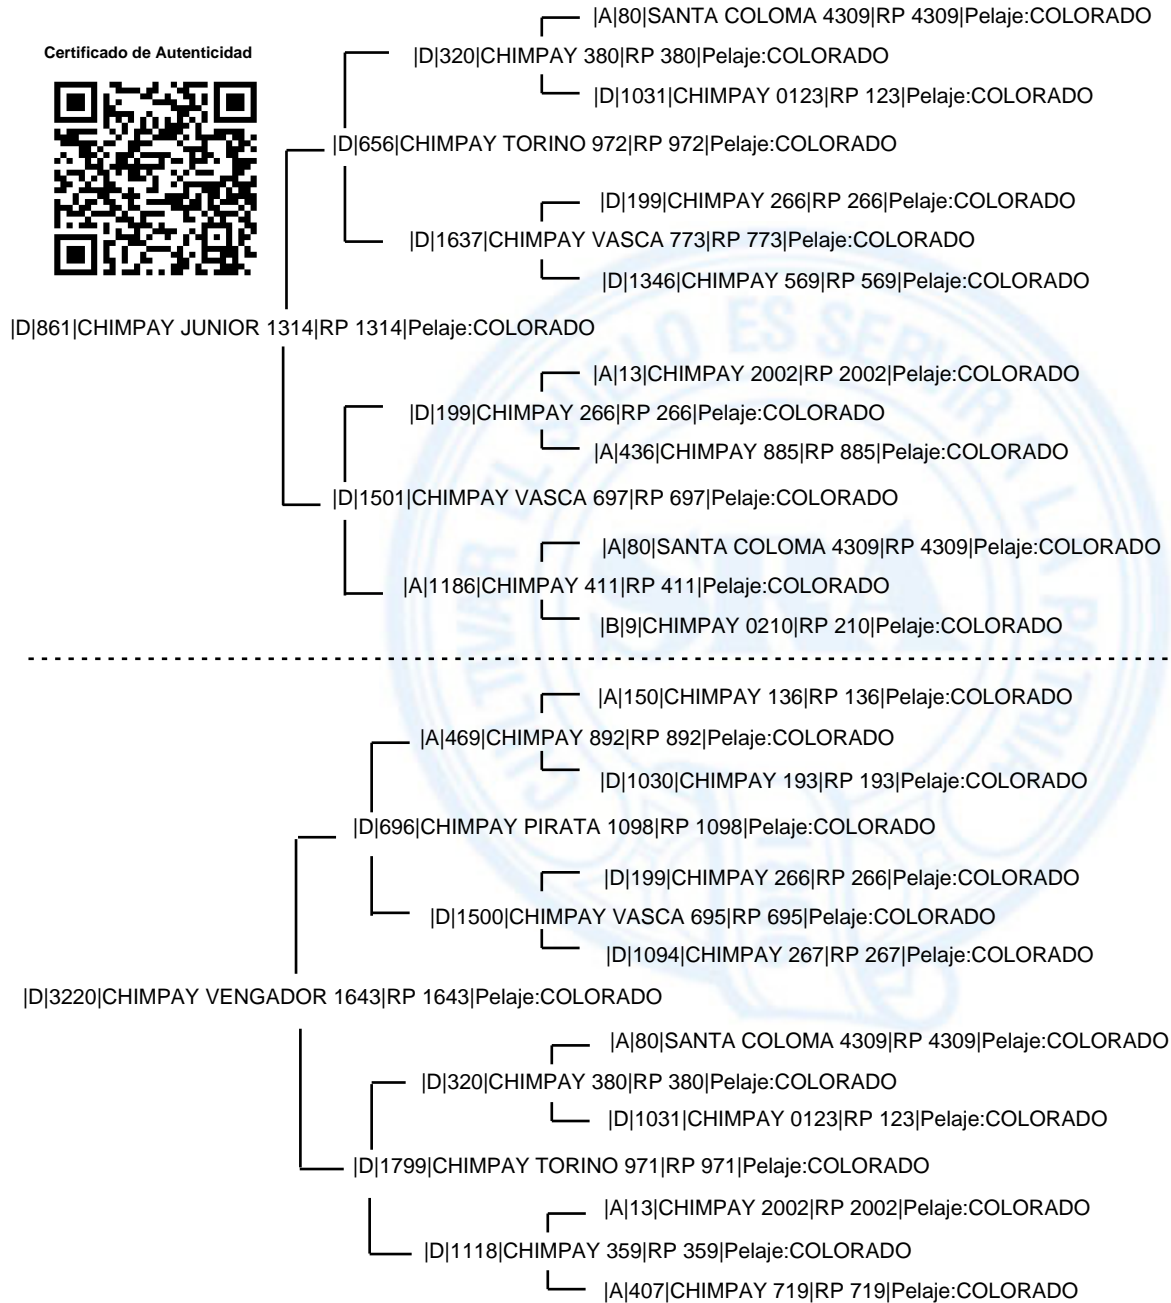 |A|80|SANTA COLOMA 4309|RP 4309|Pelaje:COLORADO
Certificado de Autenticidad
|D|320|CHIMPAY 380|RP 380|Pelaje:COLORADO
|D|1031|CHIMPAY 0123|RP 123|Pelaje:COLORADO
|D|656|CHIMPAY TORINO 972|RP 972|Pelaje:COLORADO
|D|199|CHIMPAY 266|RP 266|Pelaje:COLORADO
|D|1637|CHIMPAY VASCA 773|RP 773|Pelaje:COLORADO
|D|1346|CHIMPAY 569|RP 569|Pelaje:COLORADO
|D|861|CHIMPAY JUNIOR 1314|RP 1314|Pelaje:COLORADO
|A|13|CHIMPAY 2002|RP 2002|Pelaje:COLORADO
|D|199|CHIMPAY 266|RP 266|Pelaje:COLORADO
|A|436|CHIMPAY 885|RP 885|Pelaje:COLORADO
|D|1501|CHIMPAY VASCA 697|RP 697|Pelaje:COLORADO
|A|80|SANTA COLOMA 4309|RP 4309|Pelaje:COLORADO
|A|1186|CHIMPAY 411|RP 411|Pelaje:COLORADO
|B|9|CHIMPAY 0210|RP 210|Pelaje:COLORADO
|A|150|CHIMPAY 136|RP 136|Pelaje:COLORADO
|A|469|CHIMPAY 892|RP 892|Pelaje:COLORADO
|D|1030|CHIMPAY 193|RP 193|Pelaje:COLORADO
|D|696|CHIMPAY PIRATA 1098|RP 1098|Pelaje:COLORADO
|D|199|CHIMPAY 266|RP 266|Pelaje:COLORADO
|D|1500|CHIMPAY VASCA 695|RP 695|Pelaje:COLORADO
|D|1094|CHIMPAY 267|RP 267|Pelaje:COLORADO
|D|3220|CHIMPAY VENGADOR 1643|RP 1643|Pelaje:COLORADO
|A|80|SANTA COLOMA 4309|RP 4309|Pelaje:COLORADO
|D|320|CHIMPAY 380|RP 380|Pelaje:COLORADO
|D|1031|CHIMPAY 0123|RP 123|Pelaje:COLORADO
|D|1799|CHIMPAY TORINO 971|RP 971|Pelaje:COLORADO
|A|13|CHIMPAY 2002|RP 2002|Pelaje:COLORADO
|D|1118|CHIMPAY 359|RP 359|Pelaje:COLORADO
|A|407|CHIMPAY 719|RP 719|Pelaje:COLORADO
CULTIVAR EL SUELO ES SERVIR A LA PATRIA